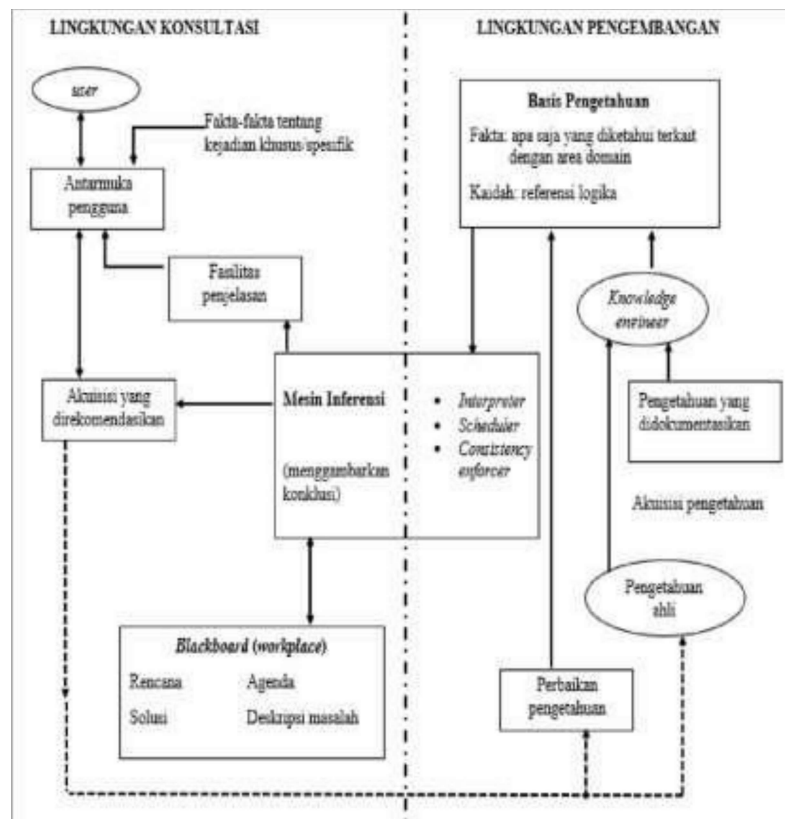 LINGKUNGAN KONSULTASI
LINGKUNGAN PENGEMBANGAN
user
Fakta-fakta tentang
kejadian khusus/spesifik
Antarmuka
pengguna
Fasilitas
penjelasan
Akuisisi yang
direkomendasikan
Mesin Inferensi
(menggambarkan
konklusi)
• Interpreter
• Scheduler
• Consistency
enforcer
Blackboard (workplace)
Rencana Agenda
Solusi Deskripsi masalah
Basis Pengetahuan
Fakta: apa saja yang diketahui terkait
dengan area domain
Kaidah: referensi logika
Knowledge
enrineer
Pengetahuan yang
didokumentasikan
Akuisisi pengetahuan
Pengetahuan
ahli
Perbaikan
pengetahuan